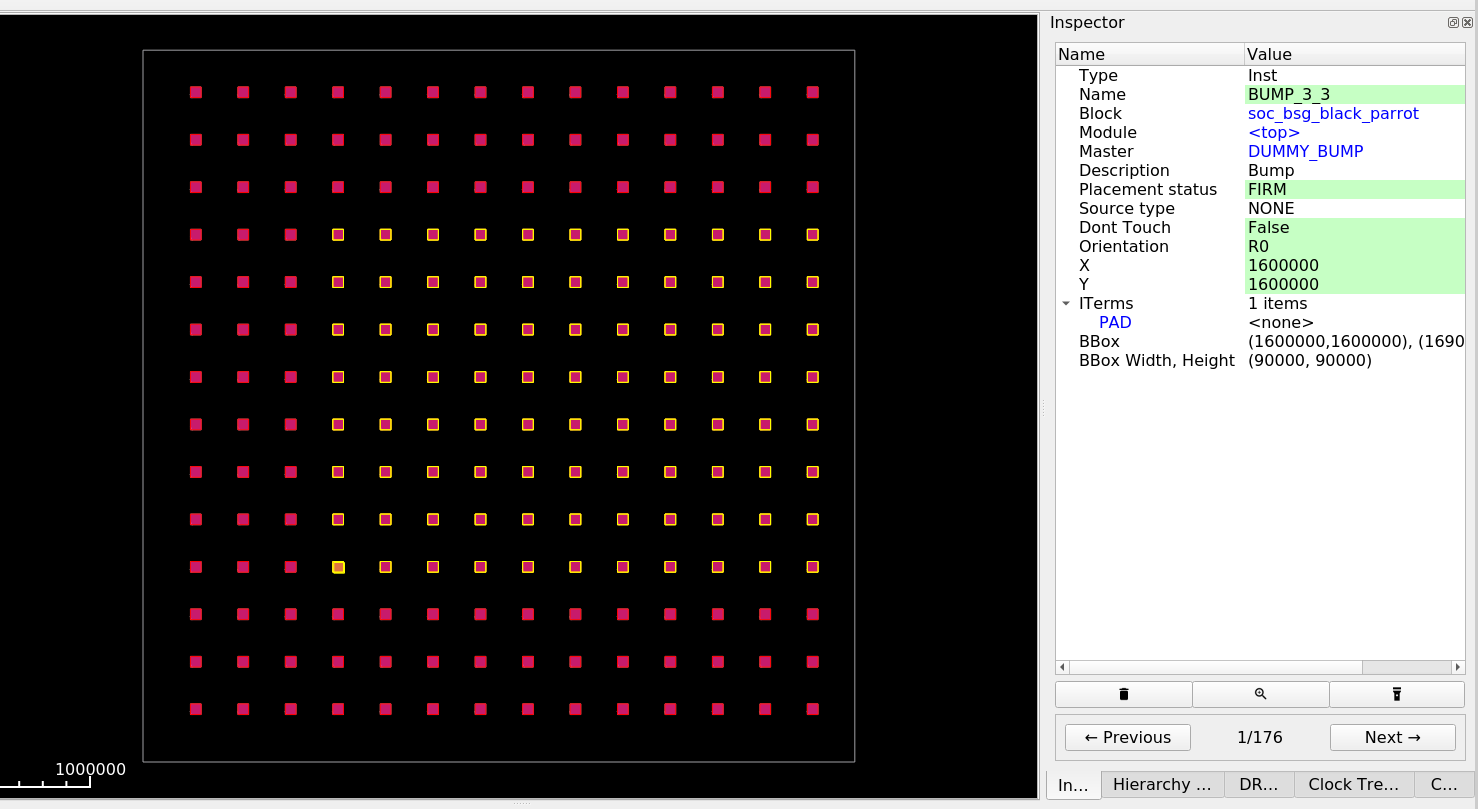 Inspector
Name Value
Type Inst
Name BUMP_3_3
Block soc_bsg_black_parrot
Module <top>
Master DUMMY_BUMP
Description Bump
Placement status FIRM
Source type NONE
Dont Touch False
Orientation R0
X 1600000
Y 1600000
ITerms 1 items
PAD <none>
BBox (1600000,1600000), (1690
BBox Width, Height (90000, 90000)
← Previous 1/176 Next →
1000000
In... Hierarchy ... DR... Clock Tre... C...